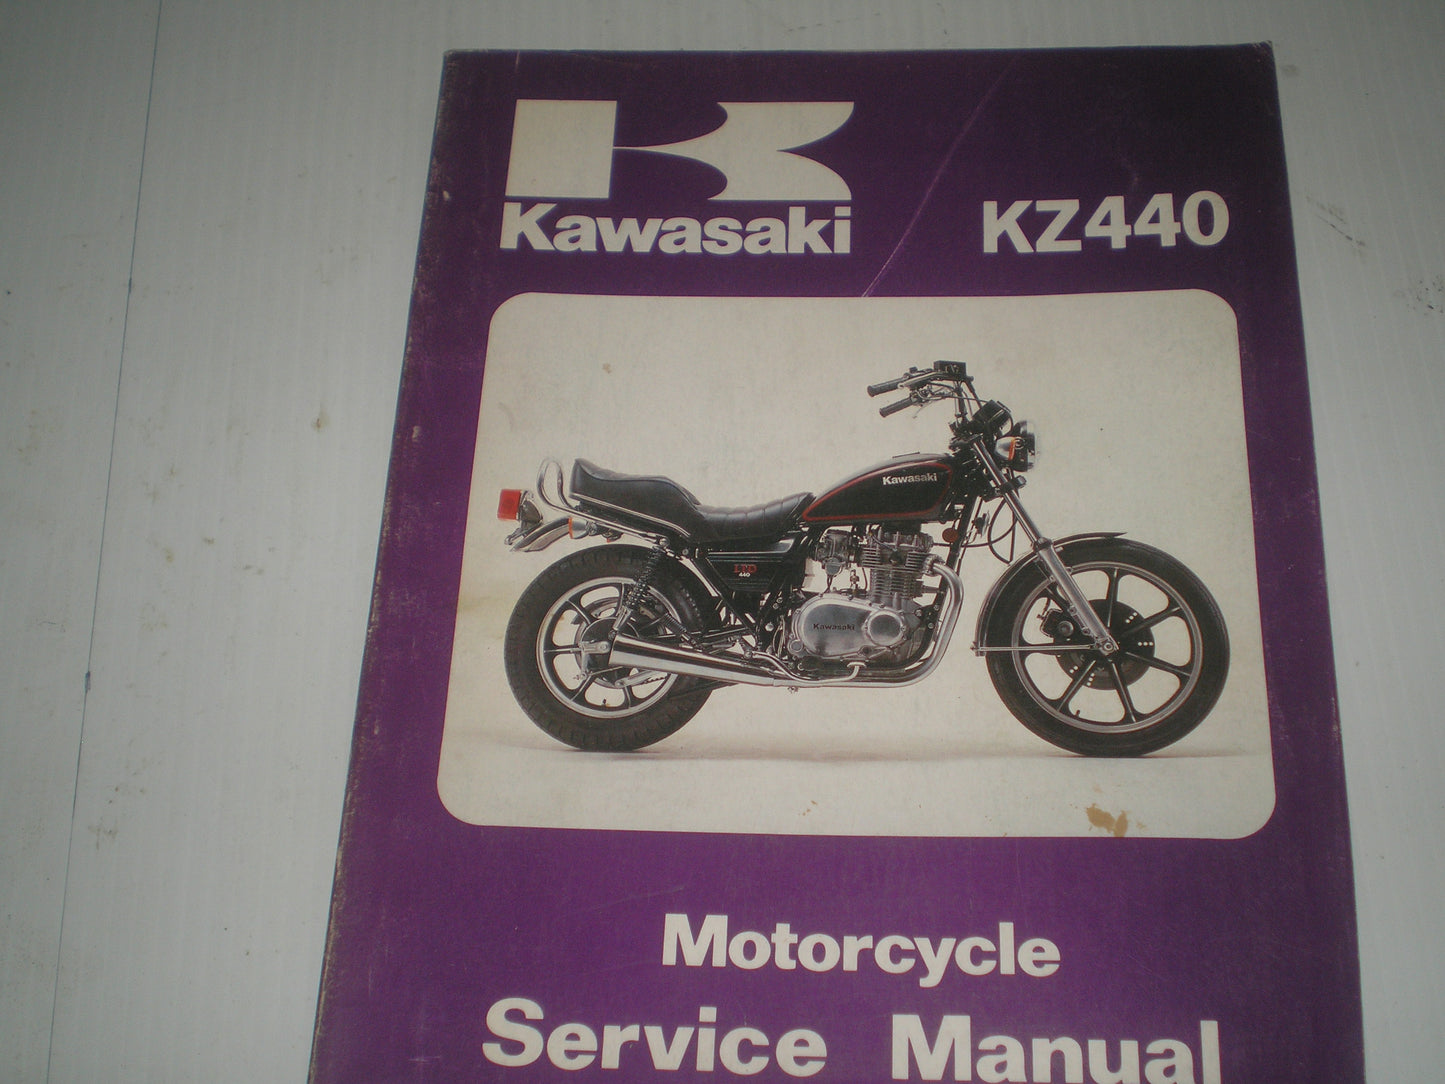 Kawasaki
KZ440
Kawasaki
LTD
440
Kawasaki
Motorcycle
Service Manual